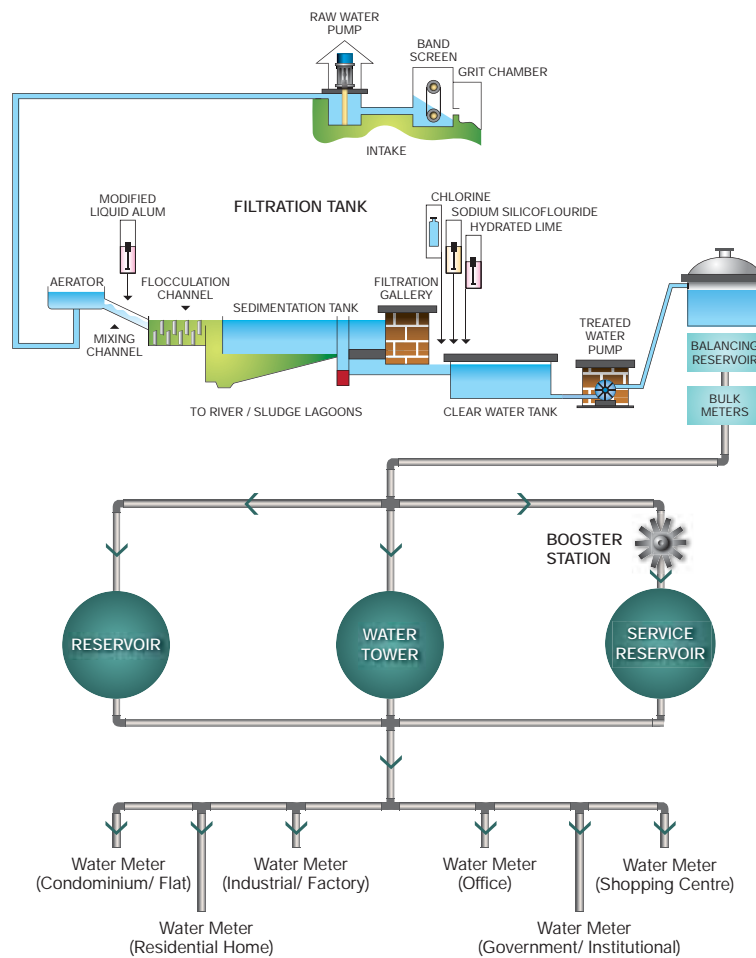 RAW WATER
PUMP
BAND
SCREEN
GRIT CHAMBER
INTAKE
MODIFIED
LIQUID ALUM
FILTRATION TANK
CHLORINE
SODIUM SILICOFLOURIDE
HYDRATED LIME
AERATOR
FLOCCULATION
CHANNEL
SEDIMENTATION TANK
FILTRATION
GALLERY
MIXING
CHANNEL
TREATED
WATER
PUMP
BALANCING
RESERVOIR
BULK
METERS
TO RIVER / SLUDGE LAGOONS
CLEAR WATER TANK
BOOSTER
STATION
RESERVOIR
WATER
TOWER
SERVICE
RESERVOIR
Water Meter
(Condominium/ Flat)
Water Meter
(Industrial/ Factory)
Water Meter
(Office)
Water Meter
(Shopping Centre)
Water Meter
(Residential Home)
Water Meter
(Government/ Institutional)